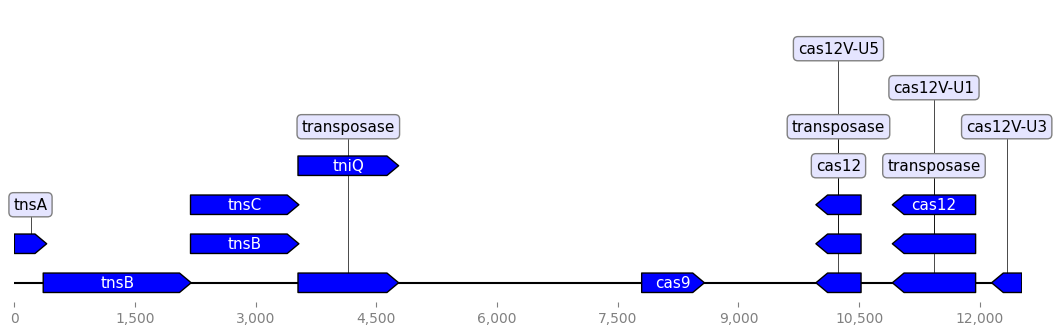 cas12V-U5
cas12V-U1
transposase transposase cas12V-U3
tniQ cas12 transposase
tnsA tnsC cas12
tnsB
tnsB cas9
0 1,500 3,000 4,500 6,000 7,500 9,000 10,500 12,000